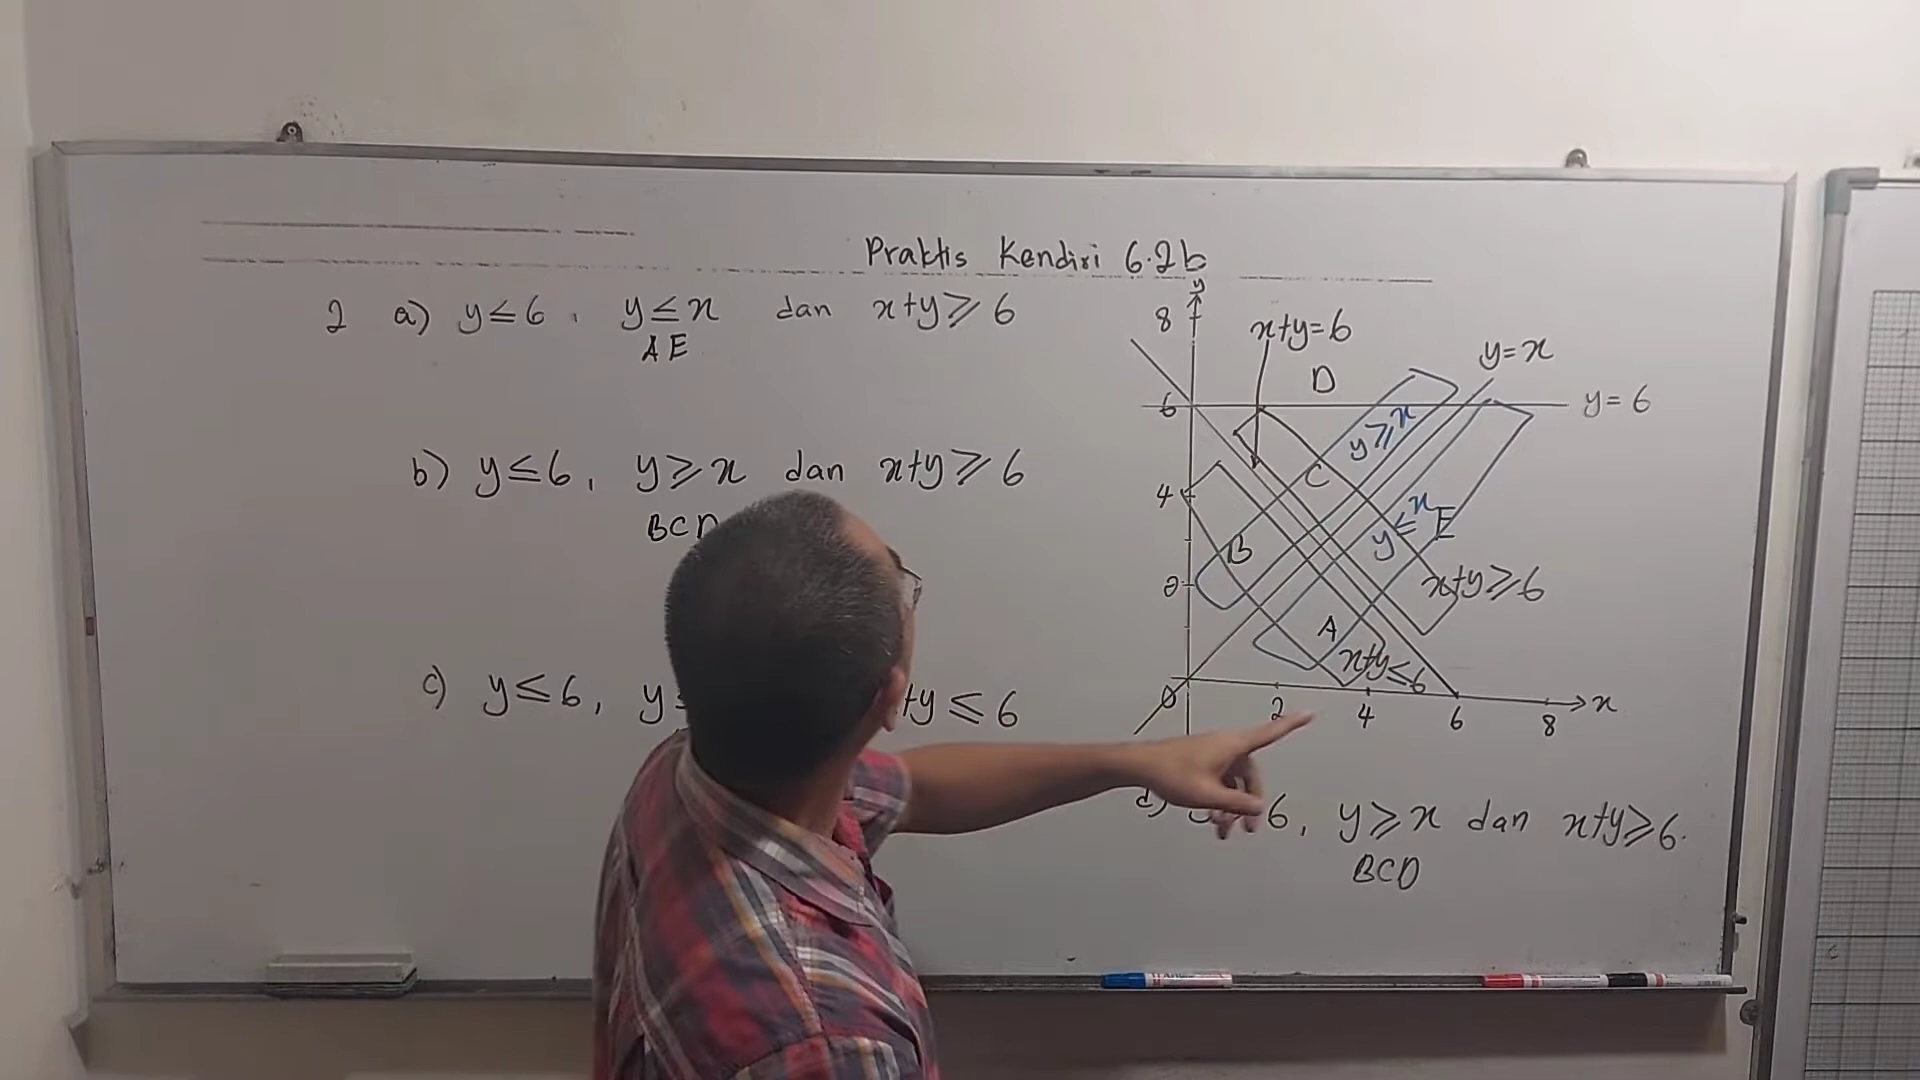 Praktis Kendiri 6.2b
2 a) y≤6, y≤x dan x+y≥6
AE
b) y≤6, y≥x dan x+y≥6
BCD
c) y≤6, y +y≤6
y
8
x+y=6
D
y=x
6
y=6
y≥x
C
4
y≤x
E
B
2
x+y≥6
A
x+y≤6
0
2
4
6
8
x
d) 6, y≥x dan x+y≥6.
BCD